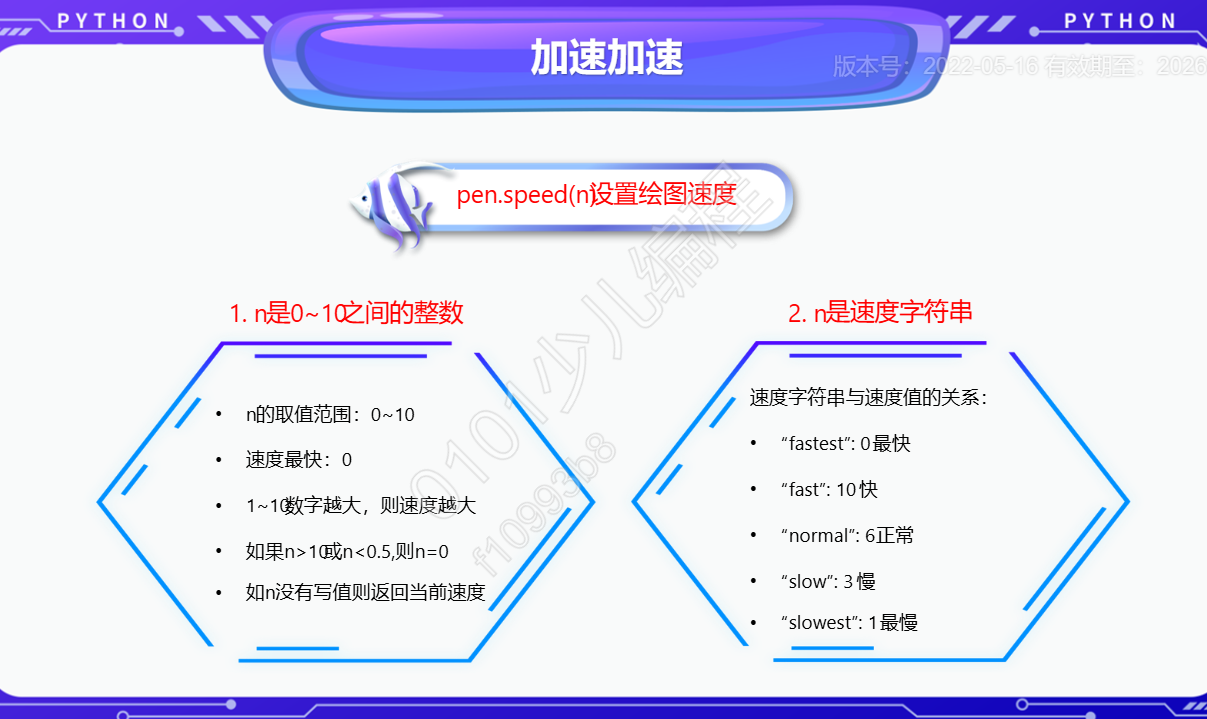 PYTHON
PYTHON
加速加速
版本号：2022-05-16 有效期至：2026
pen.speed(n)设置绘图速度
1. n是0~10之间的整数
2. n是速度字符串
• n的取值范围：0~10
• 速度最快：0
• 1~10数字越大，则速度越大
• 如果n>10或n<0.5,则n=0
• 如n没有写值则返回当前速度
速度字符串与速度值的关系：
• “fastest”: 0最快
• “fast”: 10快
• “normal”: 6正常
• “slow”: 3慢
• “slowest”: 1最慢
0101少儿编程
f10993b8